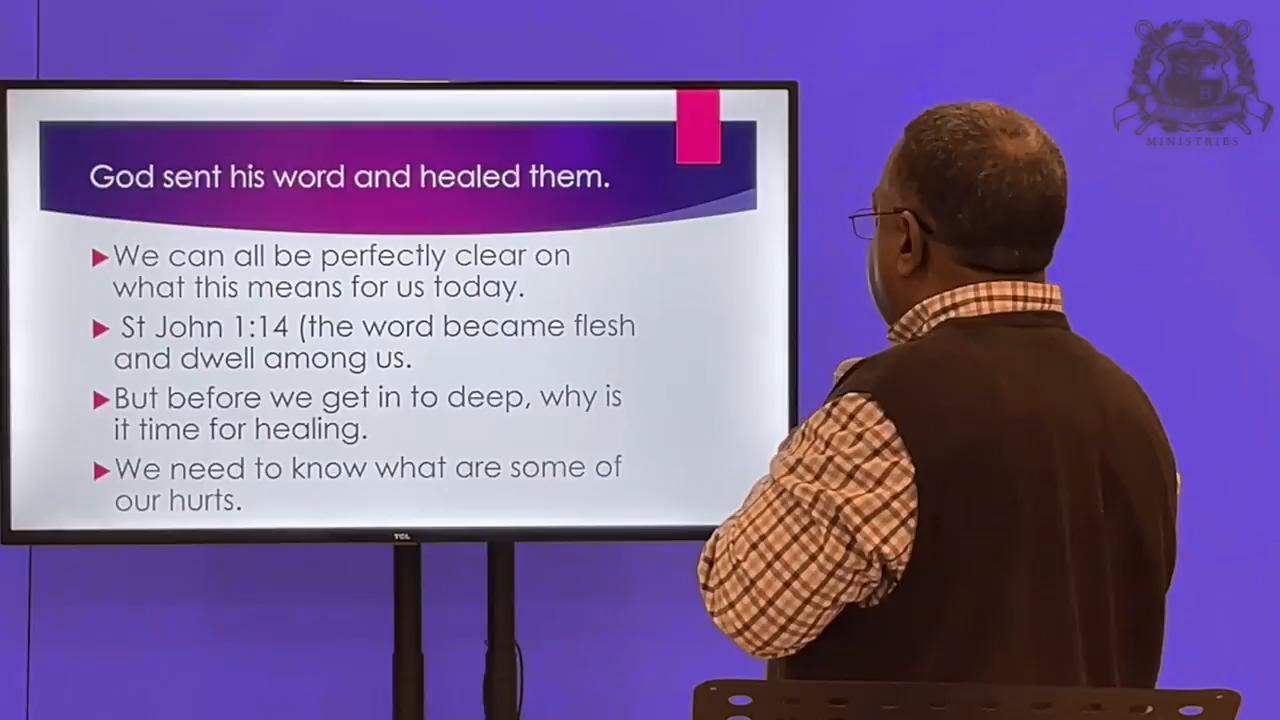 God sent his word and healed them.
We can all be perfectly clear on
what this means for us today.
St John 1:14 (the word became flesh
and dwell among us.
But before we get in to deep, why is
it time for healing.
We need to know what are some of
our hurts.
TCL
MINISTRIES